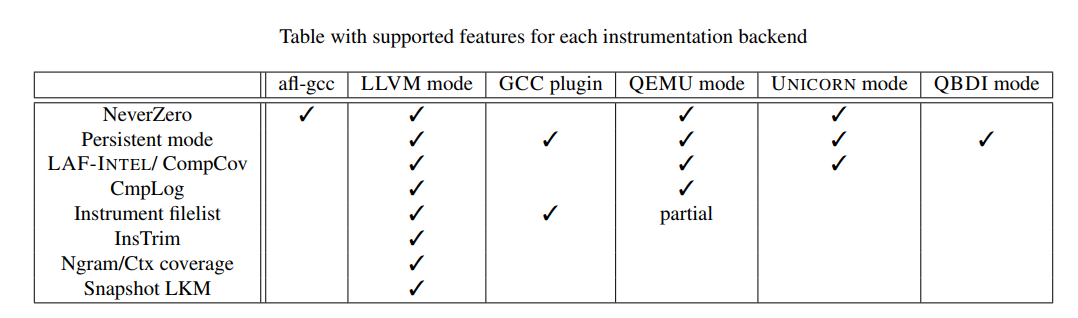 Table with supported features for each instrumentation backend
afl-gcc LLVM mode GCC plugin QEMU mode UNICORN mode QBDI mode
NeverZero ✓ ✓ ✓ ✓
Persistent mode ✓ ✓ ✓ ✓ ✓
LAF-INTEL/ CompCov ✓ ✓ ✓
CmpLog ✓ ✓
Instrument filelist ✓ ✓ partial
InsTrim ✓
Ngram/Ctx coverage ✓
Snapshot LKM ✓